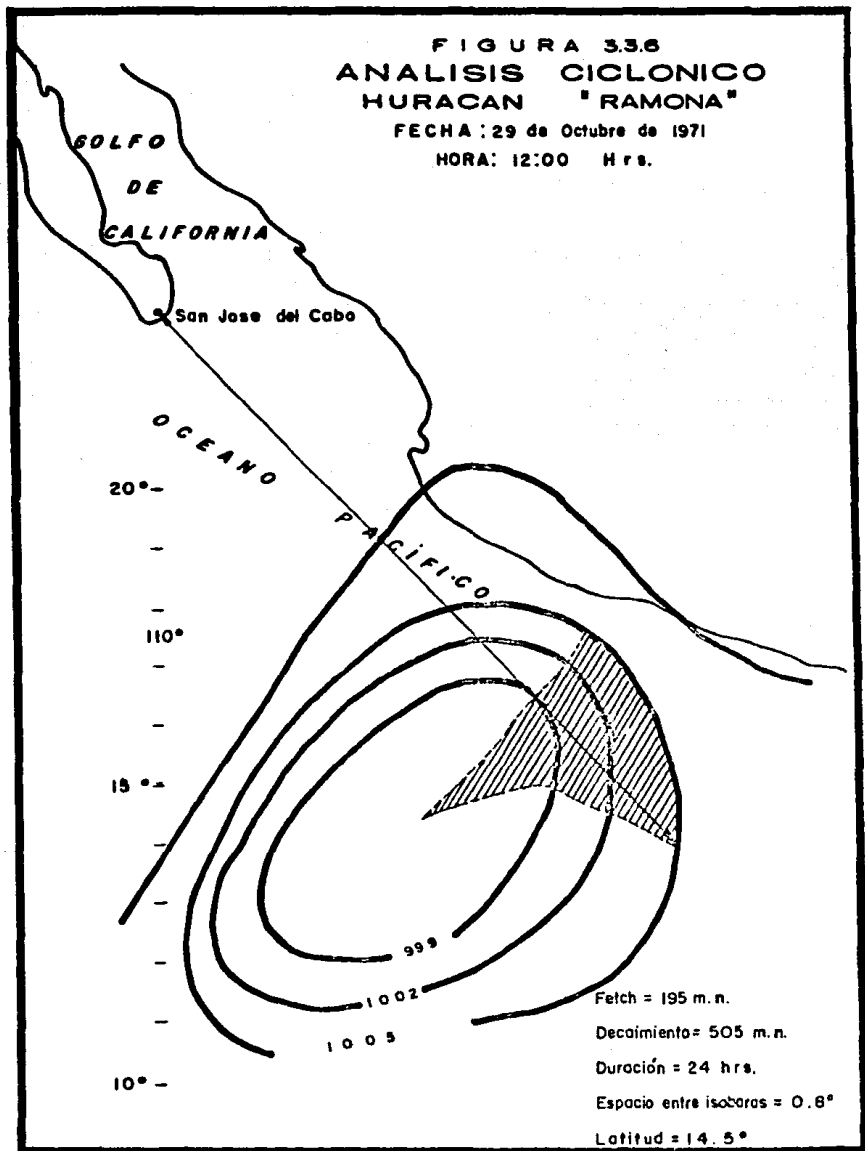 FIGURA 3.3.6
ANALISIS CICLONICO
HURACAN "RAMONA"
FECHA: 29 de Octubre de 1971
HORA: 12:00 Hrs.
GOLFO
DE
CALIFORNIA
San Jose del Cabo
OCEANO
PACÍFICO
20°
110°
15°
999
1002
1005
10°
Fetch = 195 m.n.
Decaimiento = 505 m.n.
Duración = 24 hrs.
Espacio entre isobaras = 0.8°
Latitud = 14.5°